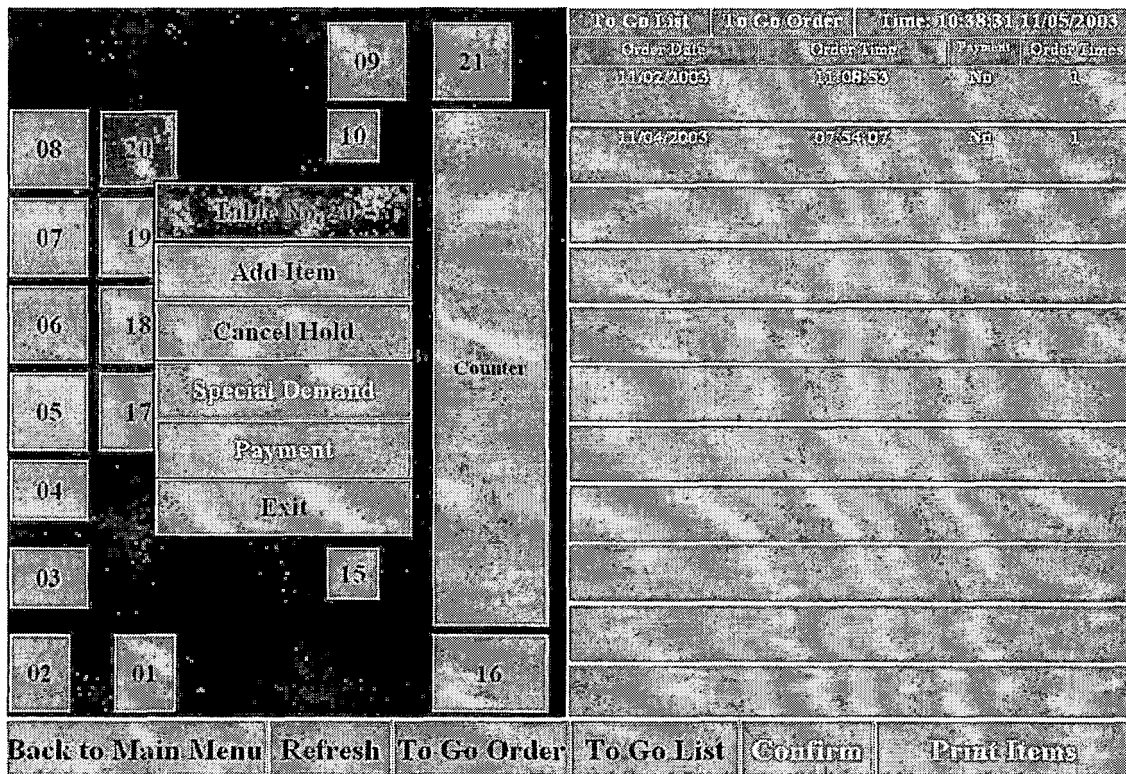 09
21
08
20
10
Table No. 20
07
19
Add Item
06
18
Cancel Hold
Counter
05
17
Special Demand
Payment
04
Exit
03
15
02
01
16
To Go List To Go Order Time: 10:38:31 11/05/2003
Order Date Order Time Payment Order Times
11/02/2003 11:08:53 No 1
11/04/2003 07:54:07 No 1
Back to Main Menu Refresh To Go Order To Go List Confirm Print Items